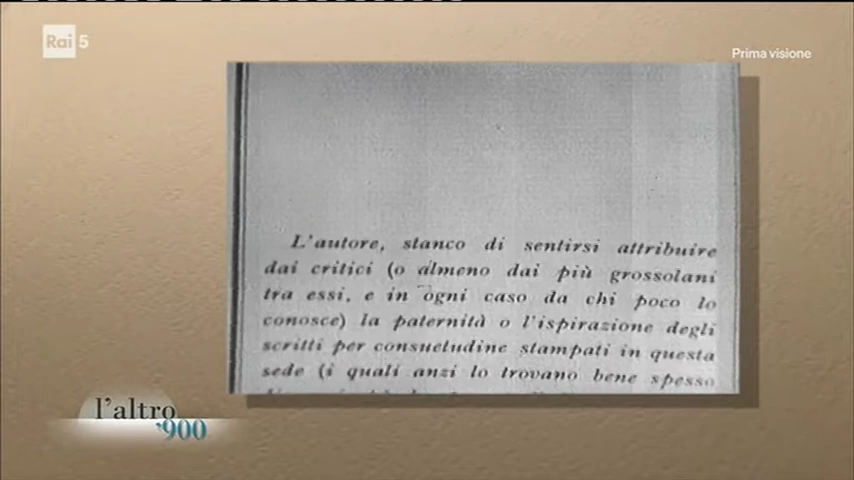 Rai 5
Prima visione
L'autore, stanco di sentirsi attribuire
dai critici (o almeno dai più grossolani
tra essi, e in ogni caso da chi poco lo
conosce) la paternità o l'ispirazione degli
scritti per consuetudine stampati in questa
sede (i quali anzi lo trovano bene spesso
l'altro
'900